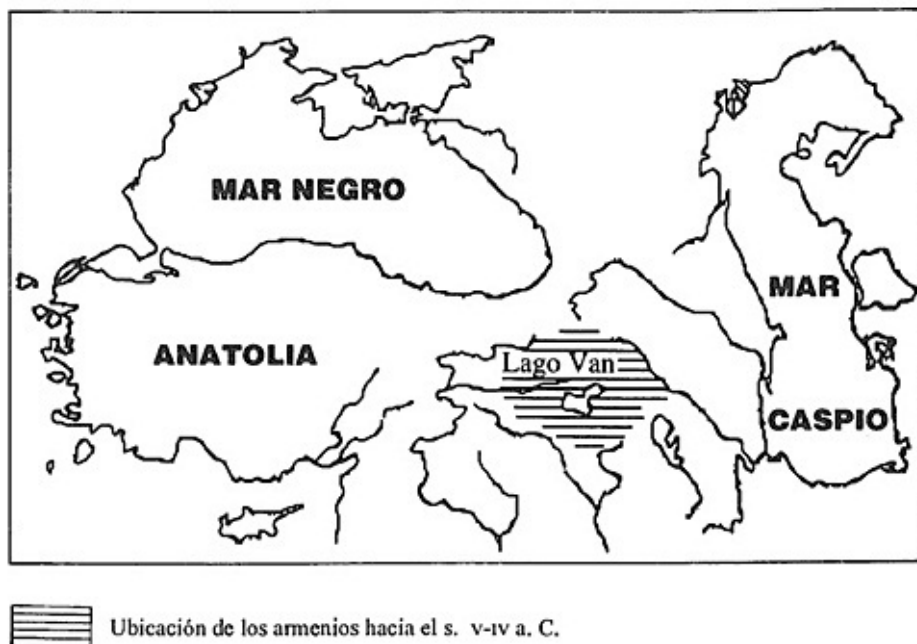 MAR NEGRO
MAR
ANATOLIA
Lago Van
CASPIO
Ubicación de los armenios hacia el s. V-IV a. C.